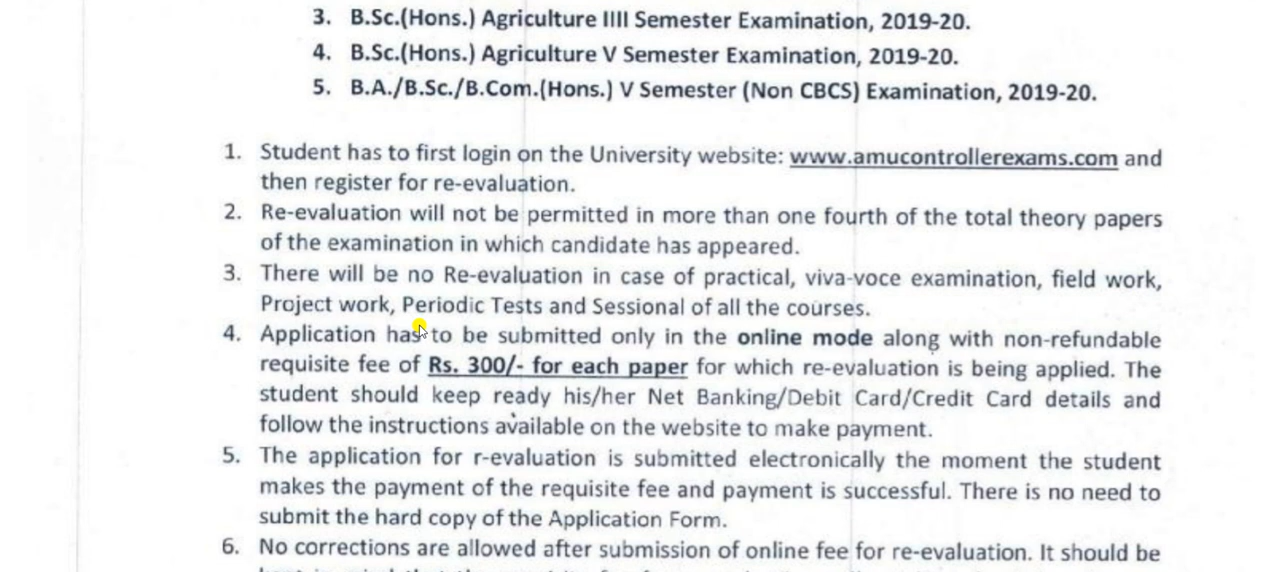 3. B.Sc.(Hons.) Agriculture IIII Semester Examination, 2019-20.
4. B.Sc.(Hons.) Agriculture V Semester Examination, 2019-20.
5. B.A./B.Sc./B.Com.(Hons.) V Semester (Non CBCS) Examination, 2019-20.
1. Student has to first login on the University website: www.amucontrollerexams.com and
then register for re-evaluation.
2. Re-evaluation will not be permitted in more than one fourth of the total theory papers
of the examination in which candidate has appeared.
3. There will be no Re-evaluation in case of practical, viva-voce examination, field work,
Project work, Periodic Tests and Sessional of all the courses.
4. Application has to be submitted only in the online mode along with non-refundable
requisite fee of Rs. 300/- for each paper for which re-evaluation is being applied. The
student should keep ready his/her Net Banking/Debit Card/Credit Card details and
follow the instructions available on the website to make payment.
5. The application for r-evaluation is submitted electronically the moment the student
makes the payment of the requisite fee and payment is successful. There is no need to
submit the hard copy of the Application Form.
6. No corrections are allowed after submission of online fee for re-evaluation. It should be